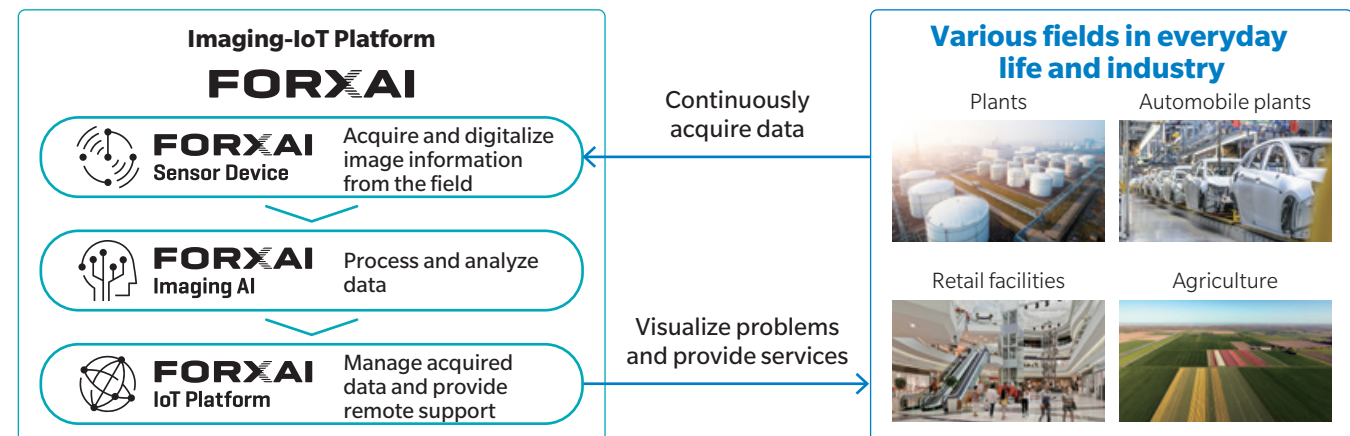 Imaging-IoT Platform
FORXAI
FORXAI
Sensor Device
Acquire and digitalize
image information
from the field
FORXAI
Imaging AI
Process and analyze
data
FORXAI
IoT Platform
Manage acquired
data and provide
remote support
Continuously
acquire data
Visualize problems
and provide services
Various fields in everyday
life and industry
Plants
Automobile plants
Retail facilities
Agriculture